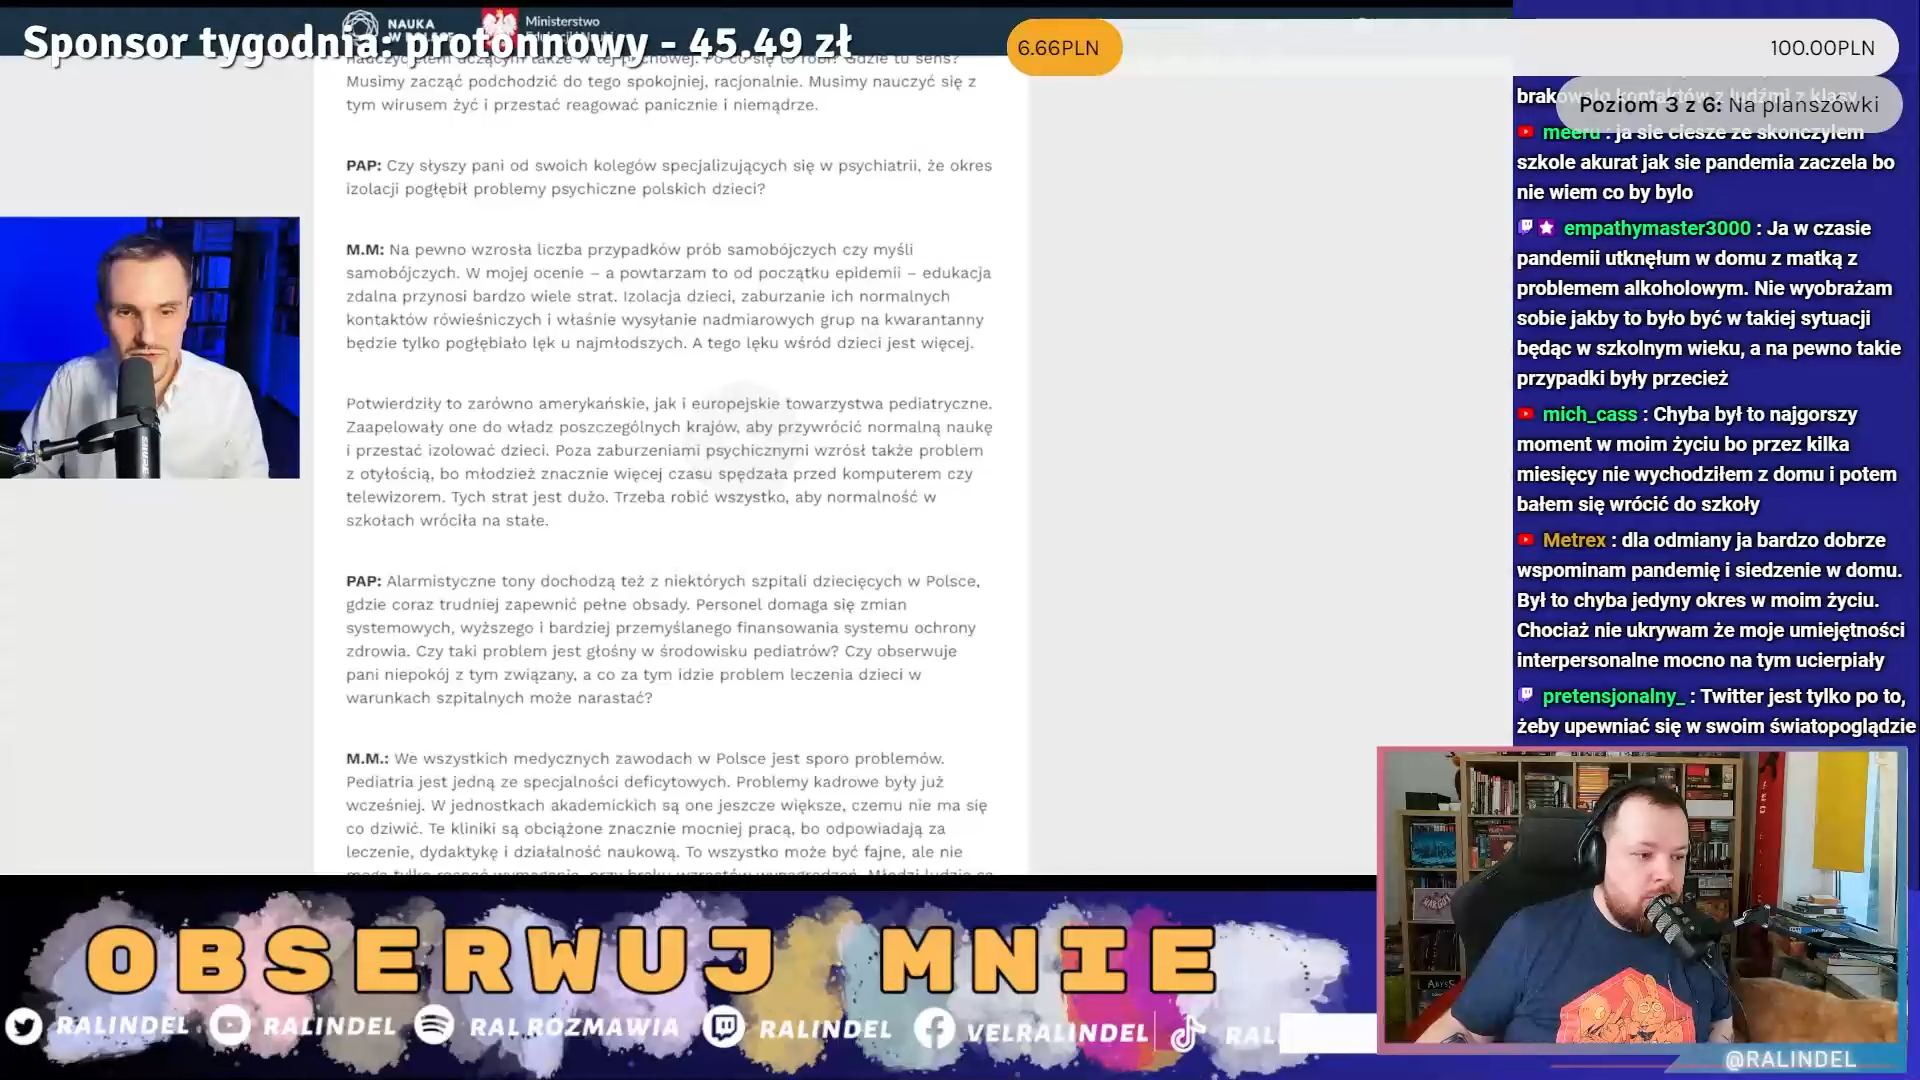 NAUKA
W
Ministerstwo
Sponsor tygodnia: protonnowy - 45.49 zł
6.66PLN
100.00PLN
Poziom 3 z 6: Na planszówki
Musimy zacząć podchodzić do tego spokojniej, racjonalnie. Musimy nauczyć się z
tym wirusem żyć i przestać reagować panicznie i niemądrze.
PAP: Czy słyszy pani od swoich kolegów specjalizujących się w psychiatrii, że okres
izolacji pogłębił problemy psychiczne polskich dzieci?
M.M: Na pewno wzrosła liczba przypadków prób samobójczych czy myśli
samobójczych. W mojej ocenie – a powtarzam to od początku epidemii – edukacja
zdalna przynosi bardzo wiele strat. Izolacja dzieci, zaburzanie ich normalnych
kontaktów rówieśniczych i właśnie wysyłanie nadmiarowych grup na kwarantanny
będzie tylko pogłębiało lęk u najmłodszych. A tego lęku wśród dzieci jest więcej.
Potwierdziły to zarówno amerykańskie, jak i europejskie towarzystwa pediatryczne.
Zaapelowały one do władz poszczególnych krajów, aby przywrócić normalną naukę
i przestać izolować dzieci. Poza zaburzeniami psychicznymi wzrósł także problem
z otyłością, bo młodzież znacznie więcej czasu spędzała przed komputerem czy
telewizorem. Tych strat jest dużo. Trzeba robić wszystko, aby normalność w
szkołach wróciła na stałe.
PAP: Alarmistyczne tony dochodzą też z niektórych szpitali dziecięcych w Polsce,
gdzie coraz trudniej zapewnić pełne obsady. Personel domaga się zmian
systemowych, wyższego i bardziej przemyślanego finansowania systemu ochrony
zdrowia. Czy taki problem jest głośny w środowisku pediatrów? Czy obserwuje
pani niepokój z tym związany, a co za tym idzie problem leczenia dzieci w
warunkach szpitalnych może narastać?
M.M.: We wszystkich medycznych zawodach w Polsce jest sporo problemów.
Pediatria jest jedną ze specjalności deficytowych. Problemy kadrowe były już
wcześniej. W jednostkach akademickich są one jeszcze większe, czemu nie ma się
co dziwić. Te kliniki są obciążone znacznie mocniej pracą, bo odpowiadają za
leczenie, dydaktykę i działalność naukową. To wszystko może być fajne, ale nie
brakowało kontaktów z ludźmi z klasy
meeru : ja sie ciesze ze skonczylem
szkole akurat jak sie pandemia zaczela bo
nie wiem co by bylo
empathymaster3000 : Ja w czasie
pandemii utknęłum w domu z matką z
problemem alkoholowym. Nie wyobrażam
sobie jakby to było być w takiej sytuacji
będąc w szkolnym wieku, a na pewno takie
przypadki były przecież
mich_cass : Chyba był to najgorszy
moment w moim życiu bo przez kilka
miesięcy nie wychodziłem z domu i potem
bałem się wrócić do szkoły
Metrex : dla odmiany ja bardzo dobrze
wspominam pandemię i siedzenie w domu.
Był to chyba jedyny okres w moim życiu.
Chociaż nie ukrywam że moje umiejętności
interpersonalne mocno na tym ucierpiały
pretensjonalny_ : Twitter jest tylko po to,
żeby upewniać się w swoim światopoglądzie
OBSERWUJ MNIE
RALINDEL RALINDEL RAL ROZMAWIA RALINDEL VELRALINDEL RALI
@RALINDEL
SHURE